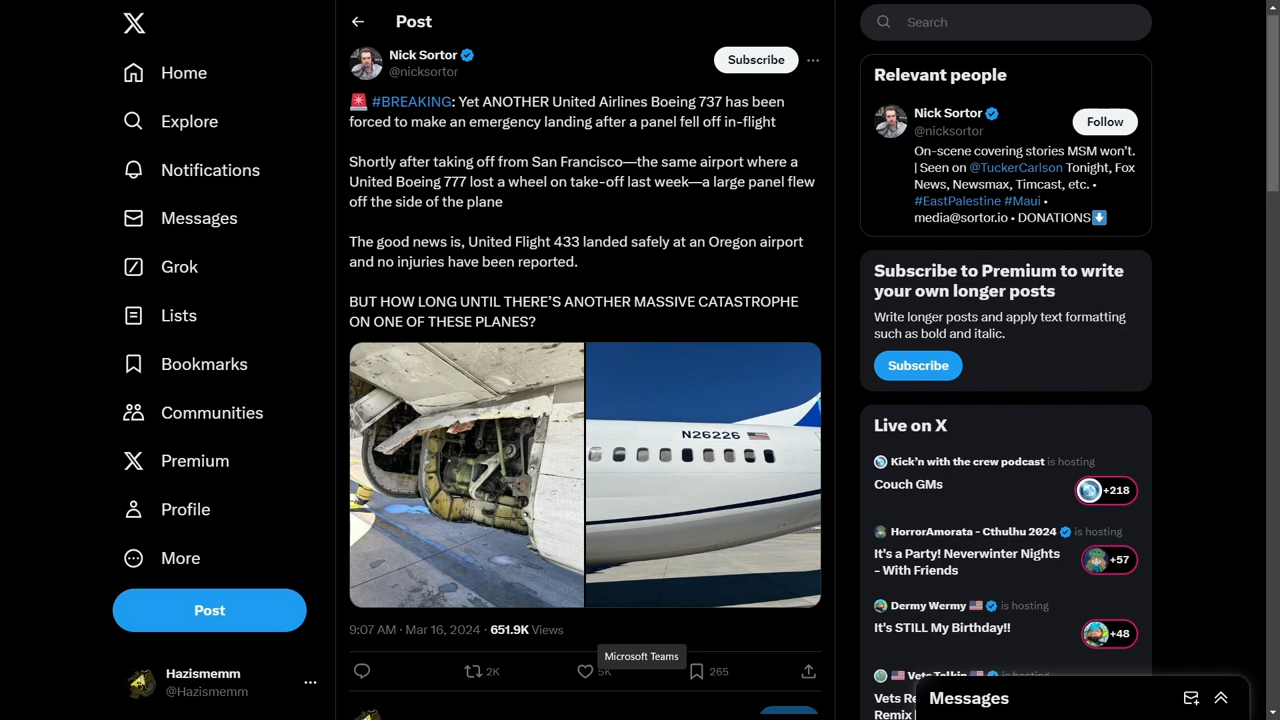 Home
Explore
Notifications
Messages
Grok
Lists
Bookmarks
Communities
Premium
Profile
More
Post
Hazismemm
@Hazismemm
Post
Nick Sortor
@nicksortor
Subscribe
#BREAKING: Yet ANOTHER United Airlines Boeing 737 has been
forced to make an emergency landing after a panel fell off in-flight
Shortly after taking off from San Francisco—the same airport where a
United Boeing 777 lost a wheel on take-off last week—a large panel flew
off the side of the plane
The good news is, United Flight 433 landed safely at an Oregon airport
and no injuries have been reported.
BUT HOW LONG UNTIL THERE’S ANOTHER MASSIVE CATASTROPHE
ON ONE OF THESE PLANES?
N26226
9:07 AM · Mar 16, 2024 · 651.9K Views
Microsoft Teams
2K
5K
265
Search
Relevant people
Nick Sortor
@nicksortor
Follow
On-scene covering stories MSM won’t.
| Seen on @TuckerCarlson Tonight, Fox
News, Newsmax, Timcast, etc. •
#EastPalestine #Maui •
media@sortor.io • DONATIONS
Subscribe to Premium to write
your own longer posts
Write longer posts and apply text formatting
such as bold and italic.
Subscribe
Live on X
Kick’n with the crew podcast is hosting
Couch GMs
+218
HorrorAmorata - Cthulhu 2024 is hosting
It's a Party! Neverwinter Nights
- With Friends
+57
Dermy Wermy is hosting
It's STILL My Birthday!!
+48
Vets Talkin
Vets Re
Remix
Messages